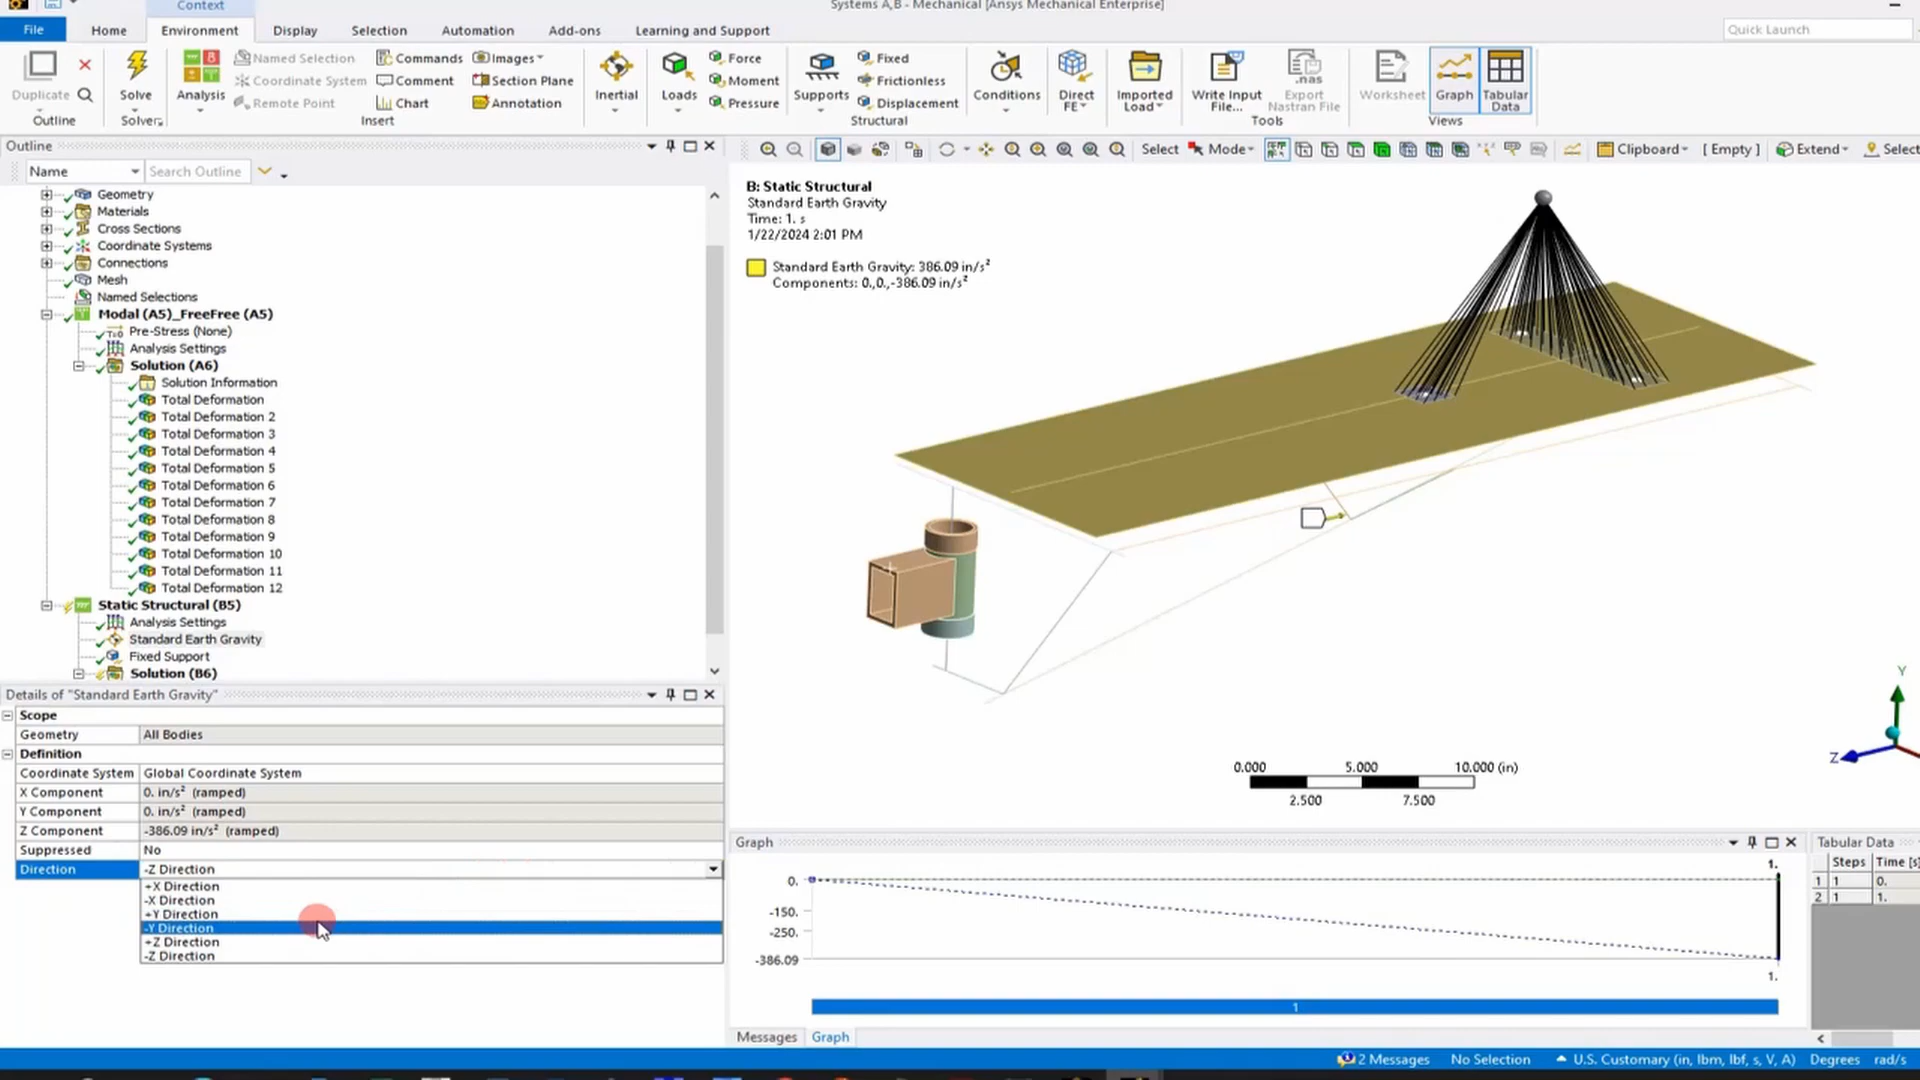 Context
Systems A,B - Mechanical [Ansys Mechanical Enterprise]
File Home Environment Display Selection Automation Add-ons Learning and Support
Quick Launch
Duplicate
Outline
Solve
Solver
Analysis
Named Selection
Coordinate System
Remote Point
Commands
Comment
Chart
Images
Section Plane
Annotation
Insert
Inertial
Loads
Force
Moment
Pressure
Supports
Fixed
Frictionless
Displacement
Structural
Conditions
Direct
FE
Imported
Load
Write Input
File...
Export
Nastran File
.nas
Tools
Worksheet
Graph
Tabular
Data
Views
Outline
Name
Search Outline
Geometry
Materials
Cross Sections
Coordinate Systems
Connections
Mesh
Named Selections
Modal (A5)_FreeFree (A5)
Pre-Stress (None)
Analysis Settings
Solution (A6)
Solution Information
Total Deformation
Total Deformation 2
Total Deformation 3
Total Deformation 4
Total Deformation 5
Total Deformation 6
Total Deformation 7
Total Deformation 8
Total Deformation 9
Total Deformation 10
Total Deformation 11
Total Deformation 12
Static Structural (B5)
Analysis Settings
Standard Earth Gravity
Fixed Support
Solution (B6)
Details of "Standard Earth Gravity"
Scope
Geometry All Bodies
Definition
Coordinate System Global Coordinate System
X Component 0. in/s² (ramped)
Y Component 0. in/s² (ramped)
Z Component -386.09 in/s² (ramped)
Suppressed No
Direction -Z Direction
+X Direction
-X Direction
+Y Direction
-Y Direction
+Z Direction
-Z Direction
Select Mode Clipboard [ Empty ] Extend Select
B: Static Structural
Standard Earth Gravity
Time: 1. s
1/22/2024 2:01 PM
Standard Earth Gravity: 386.09 in/s²
Components: 0.,0.,-386.09 in/s²
Y
Z
0.000 5.000 10.000 (in)
2.500 7.500
Graph
1.
0.
-150.
-250.
-386.09
1.
1
Messages Graph
Tabular Data
Steps Time [s]
1 1 0.
2 1 1.
2 Messages No Selection U.S. Customary (in, lbm, lbf, s, V, A) Degrees rad/s